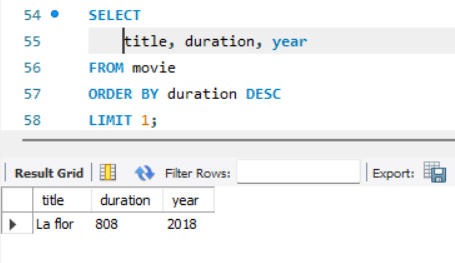 54 SELECT
55 title, duration, year
56 FROM movie
57 ORDER BY duration DESC
58 LIMIT 1;
Result Grid Filter Rows: Export:
title duration year
La flor 808 2018